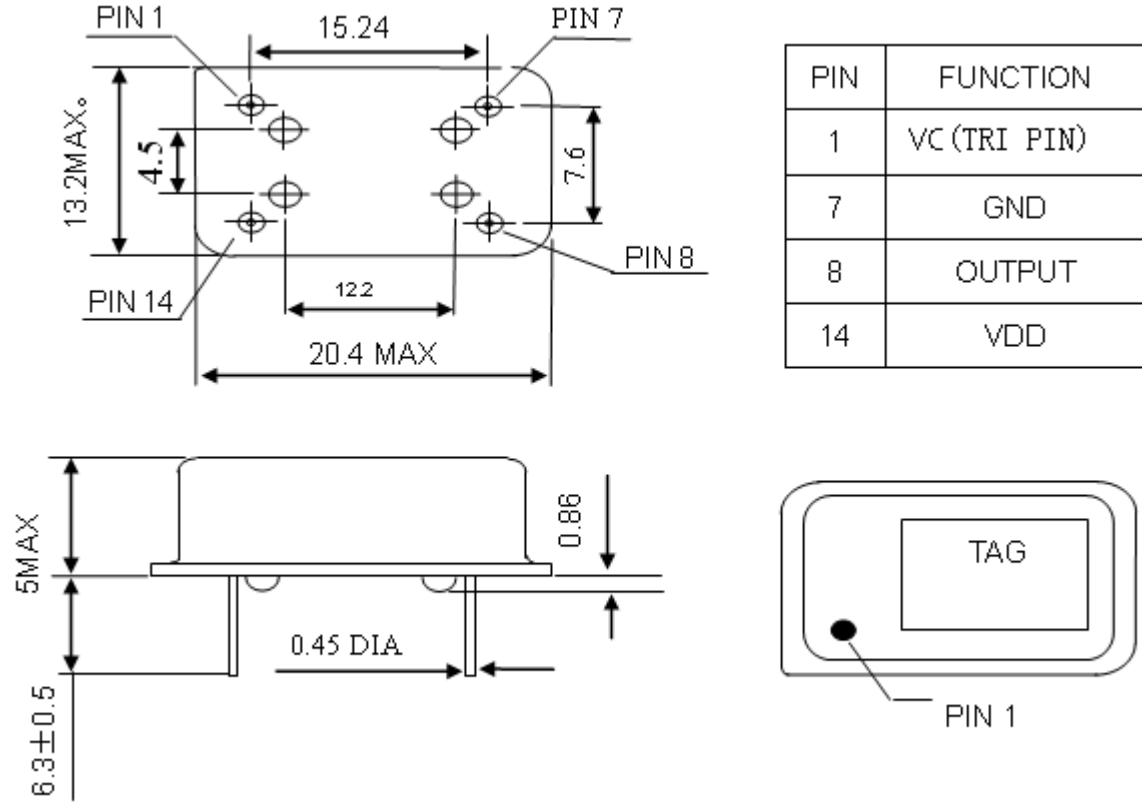 PIN 1
15.24
PIN 7
13.2MAX。
4.5
7.6
PIN 14
12.2
PIN 8
20.4 MAX
PIN FUNCTION
1 VC(TRI PIN)
7 GND
8 OUTPUT
14 VDD
5MAX
0.86
0.45 DIA
6.3±0.5
TAG
PIN 1